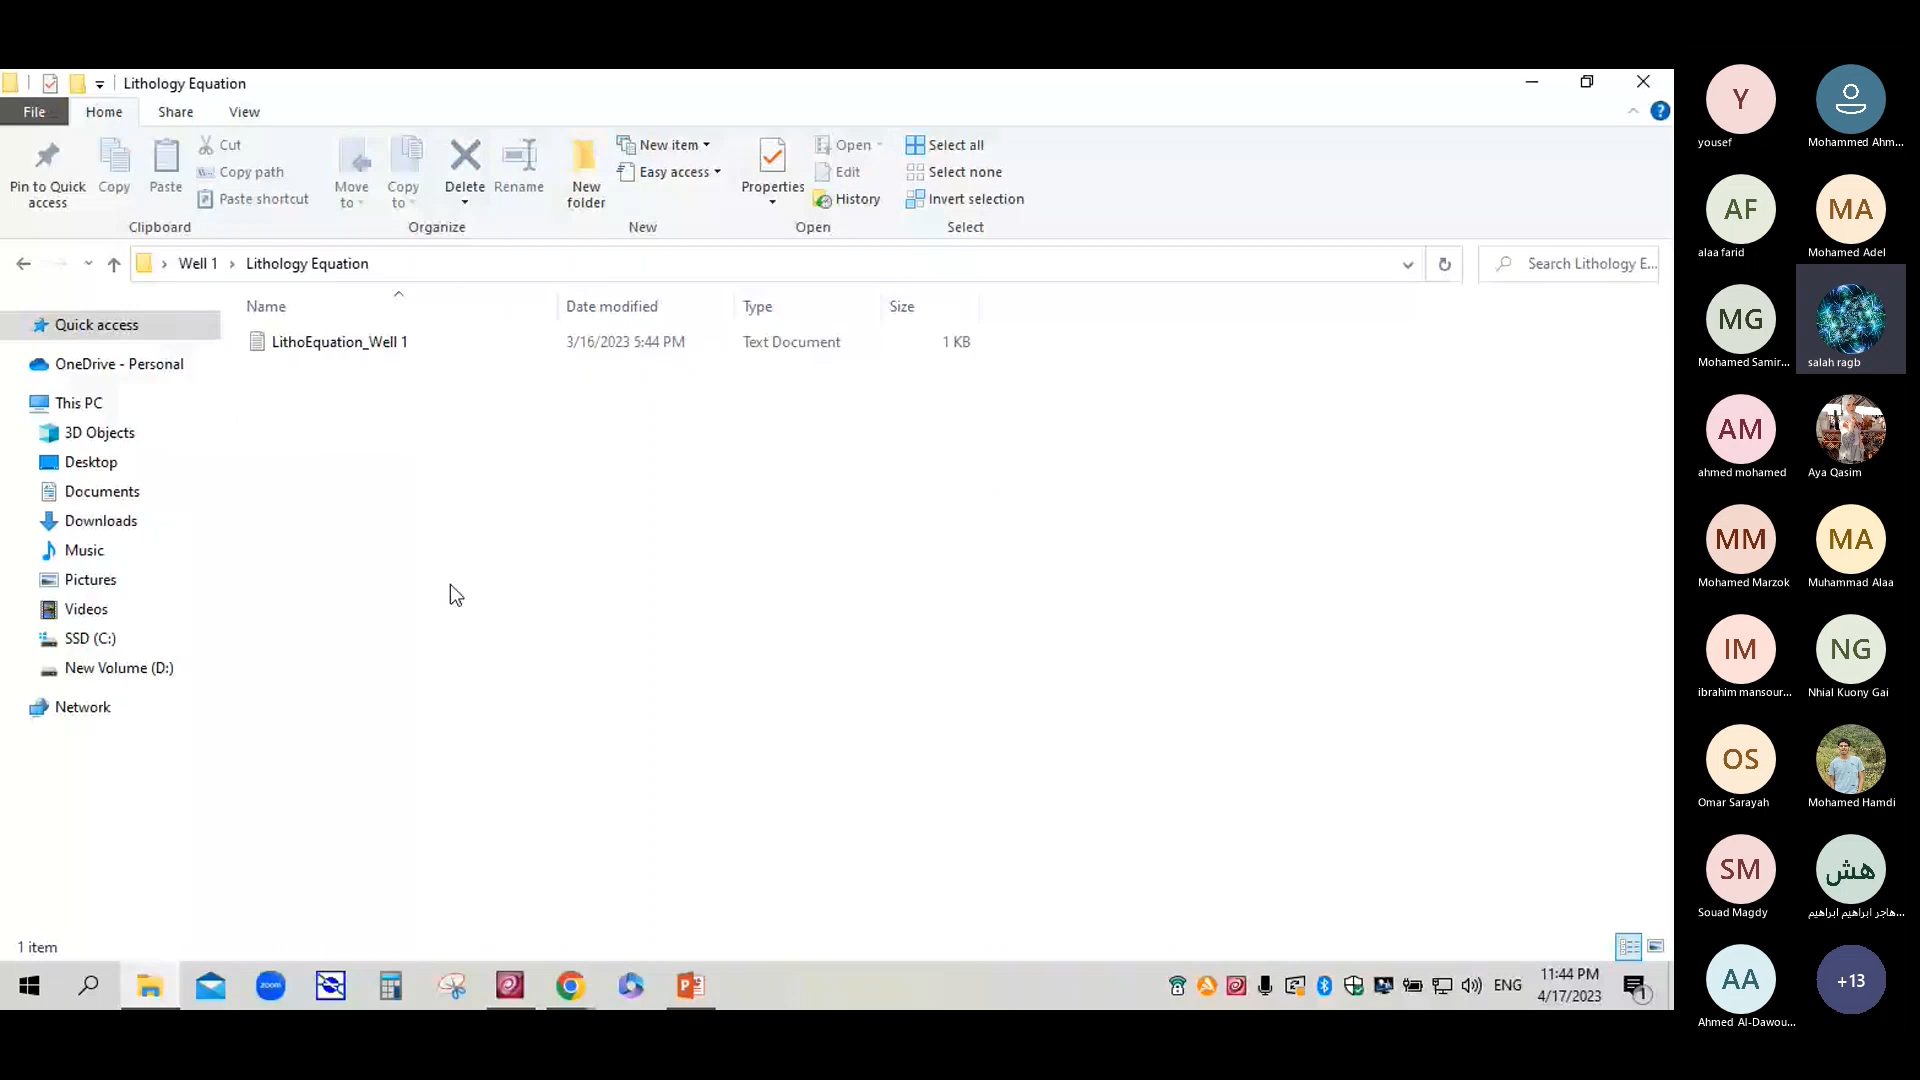 Lithology Equation
File Home Share View
Pin to Quick access
Copy
Paste
Cut
Copy path
Paste shortcut
Clipboard
Move to
Copy to
Delete
Rename
Organize
New folder
New item
Easy access
New
Properties
Open
Edit
History
Open
Select all
Select none
Invert selection
Select
Well 1 Lithology Equation
Search Lithology E...
Name Date modified Type Size
LithoEquation_Well 1 3/16/2023 5:44 PM Text Document 1 KB
Quick access
OneDrive - Personal
This PC
3D Objects
Desktop
Documents
Downloads
Music
Pictures
Videos
SSD (C:)
New Volume (D:)
Network
1 item
zoom
ENG
11:44 PM
4/17/2023
1
Y
yousef
Mohammed Ahm...
AF
alaa farid
MA
Mohamed Adel
MG
Mohamed Samir...
salah ragb
AM
ahmed mohamed
Aya Qasim
MM
Mohamed Marzok
MA
Muhammad Alaa
IM
ibrahim mansour...
NG
Nhial Kuony Gai
OS
Omar Sarayah
Mohamed Hamdi
SM
Souad Magdy
هش
هاجر ابراهيم ابراهيم...
AA
Ahmed Al-Dawou...
+13